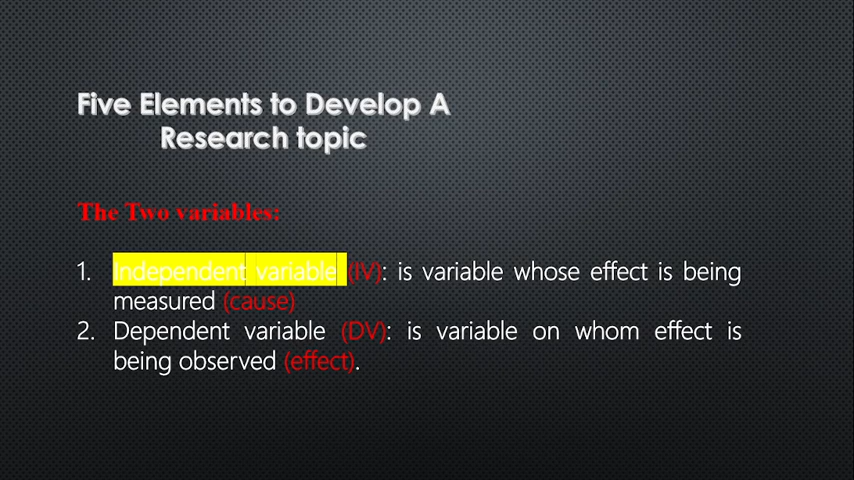 Five Elements to Develop A
Research topic
The Two variables:
1. Independent variable (IV): is variable whose effect is being
measured (cause)
2. Dependent variable (DV): is variable on whom effect is
being observed (effect).